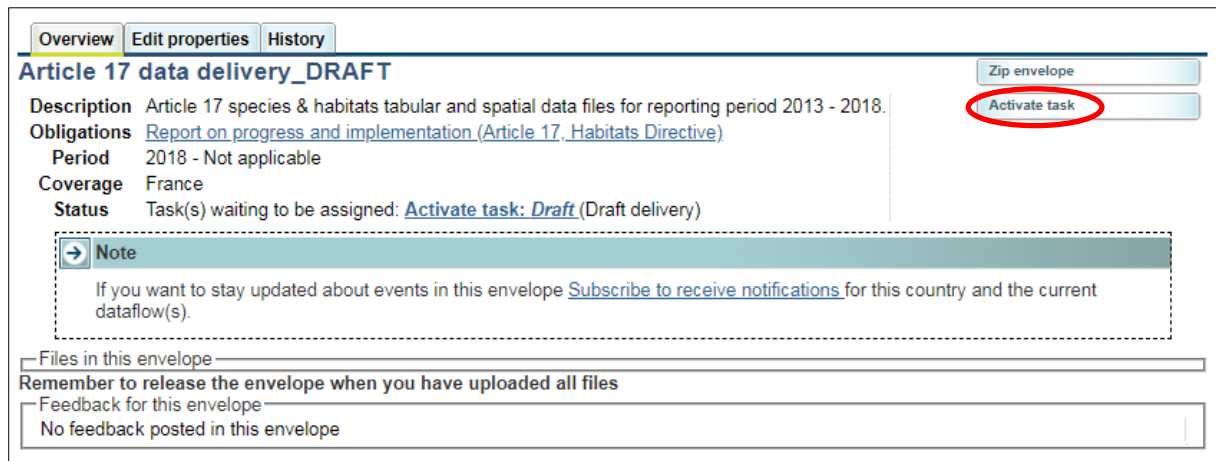 Overview Edit properties History
Article 17 data delivery_DRAFT
Zip envelope
Description Article 17 species & habitats tabular and spatial data files for reporting period 2013 - 2018.
Activate task
Obligations Report on progress and implementation (Article 17, Habitats Directive)
Period 2018 - Not applicable
Coverage France
Status Task(s) waiting to be assigned: Activate task: Draft (Draft delivery)
Note
If you want to stay updated about events in this envelope Subscribe to receive notifications for this country and the current
dataflow(s).
Files in this envelope
Remember to release the envelope when you have uploaded all files
Feedback for this envelope
No feedback posted in this envelope